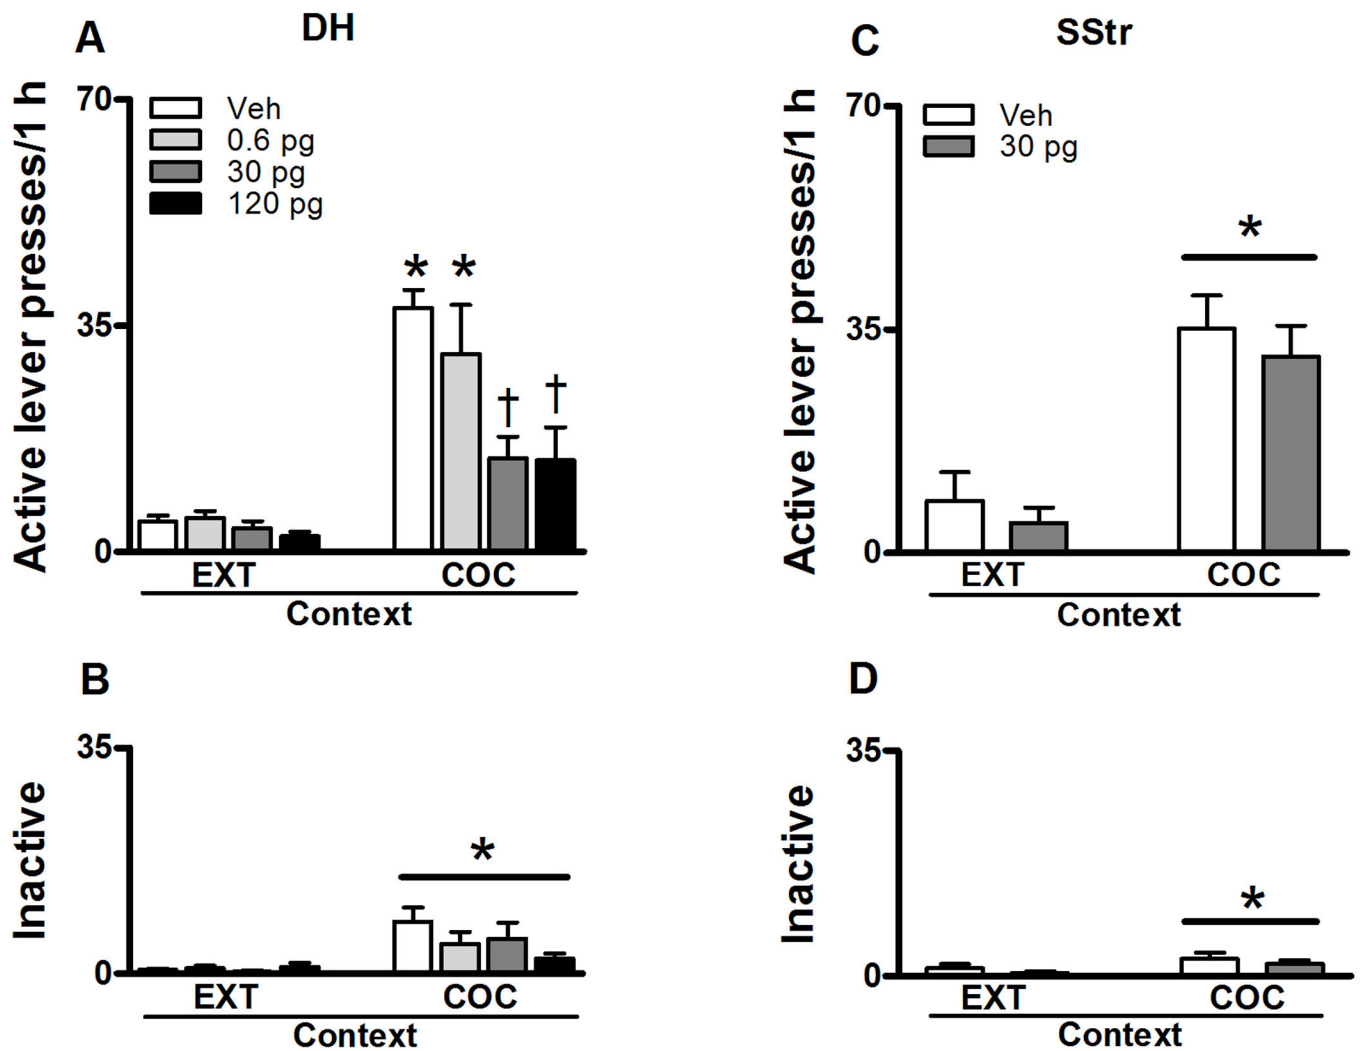 A
DH
Active lever presses/1 h
70
35
0
Veh
0.6 pg
30 pg
120 pg
* *
† †
EXT COC
Context
B
Inactive
35
0
*
EXT COC
Context
C
SStr
Active lever presses/1 h
70
35
0
Veh
30 pg
*
EXT COC
Context
D
Inactive
35
0
*
EXT COC
Context